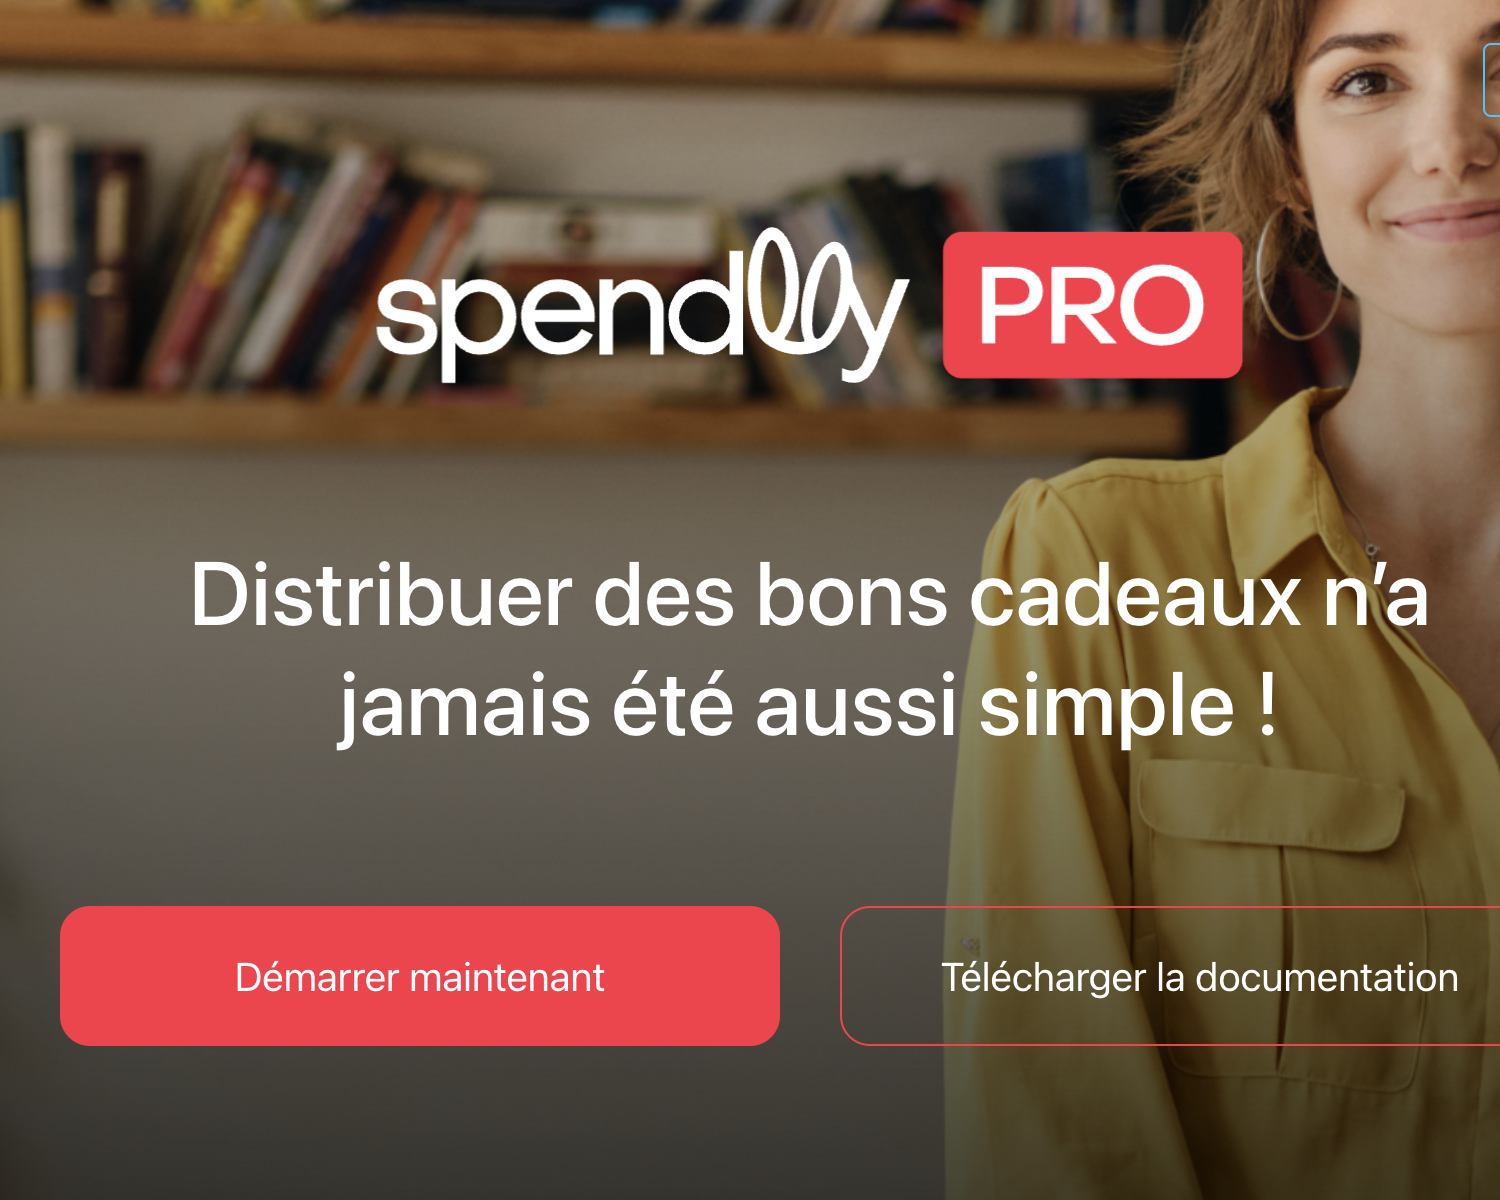 spendlly PRO
Distribuer des bons cadeaux n’a
jamais été aussi simple !
Démarrer maintenant
Télécharger la documentation